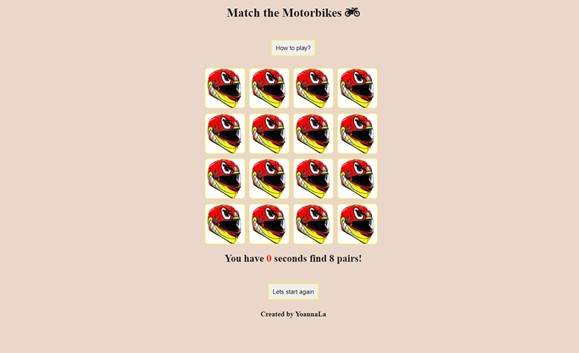 Match the Motorbikes
How to play?
You have 0 seconds find 8 pairs!
Lets start again
Created by YoannaLa